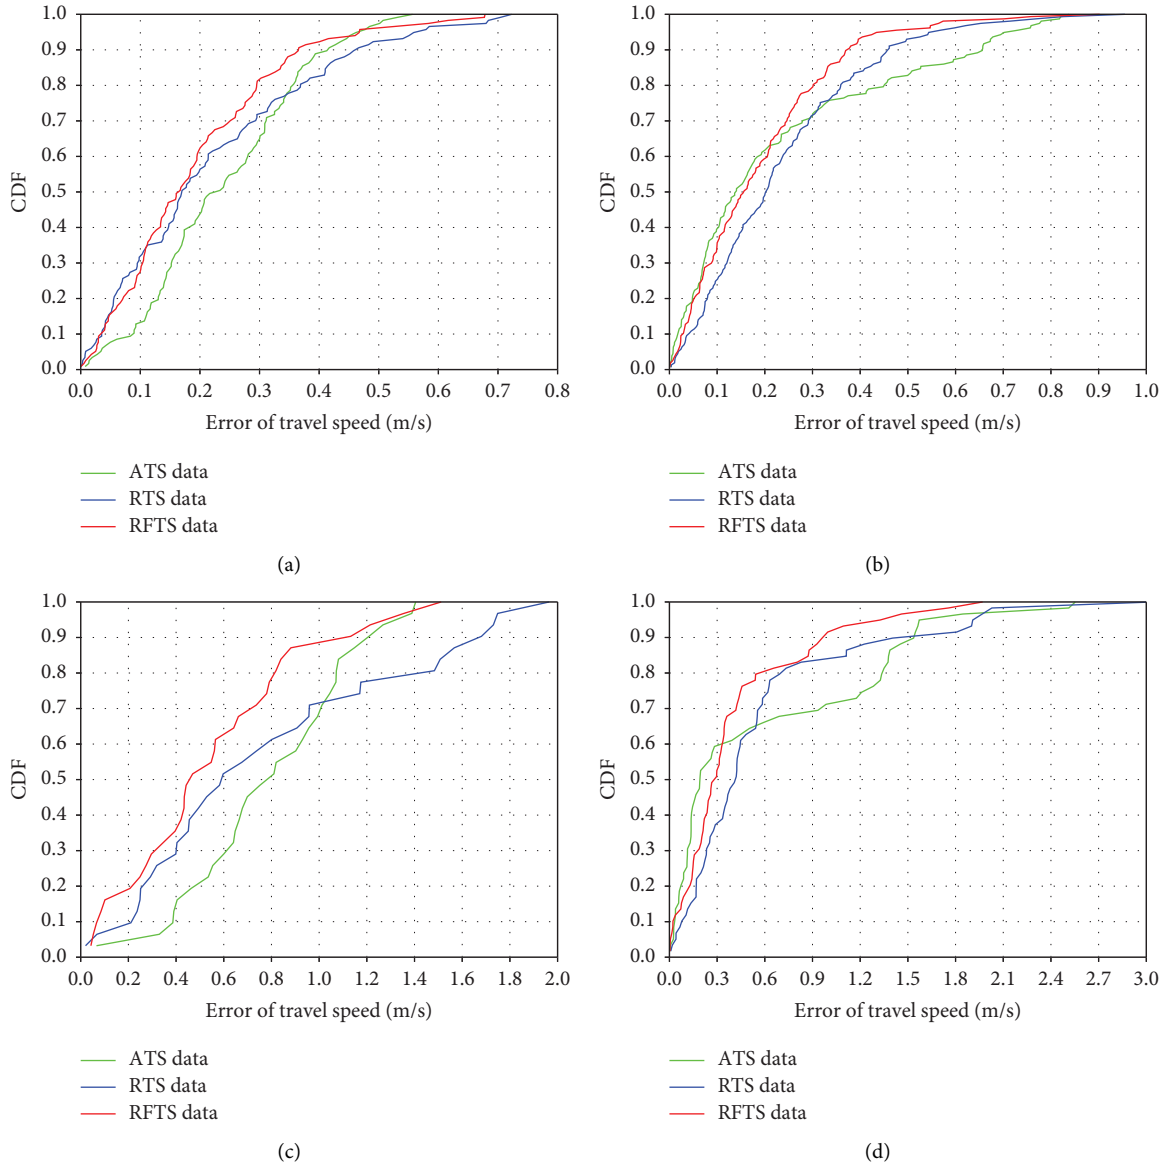 1.0
0.9
0.8
0.7
0.6
0.5
0.4
0.3
0.2
0.1
0.0
CDF
0.0 0.1 0.2 0.3 0.4 0.5 0.6 0.7 0.8
Error of travel speed (m/s)
ATS data
RTS data
RFTS data
(a)
1.0
0.9
0.8
0.7
0.6
0.5
0.4
0.3
0.2
0.1
0.0
CDF
0.0 0.1 0.2 0.3 0.4 0.5 0.6 0.7 0.8 0.9 1.0
Error of travel speed (m/s)
ATS data
RTS data
RFTS data
(b)
1.0
0.9
0.8
0.7
0.6
0.5
0.4
0.3
0.2
0.1
0.0
CDF
0.0 0.2 0.4 0.6 0.8 1.0 1.2 1.4 1.6 1.8 2.0
Error of travel speed (m/s)
ATS data
RTS data
RFTS data
(c)
1.0
0.9
0.8
0.7
0.6
0.5
0.4
0.3
0.2
0.1
0.0
CDF
0.0 0.3 0.6 0.9 1.2 1.5 1.8 2.1 2.4 2.7 3.0
Error of travel speed (m/s)
ATS data
RTS data
RFTS data
(d)